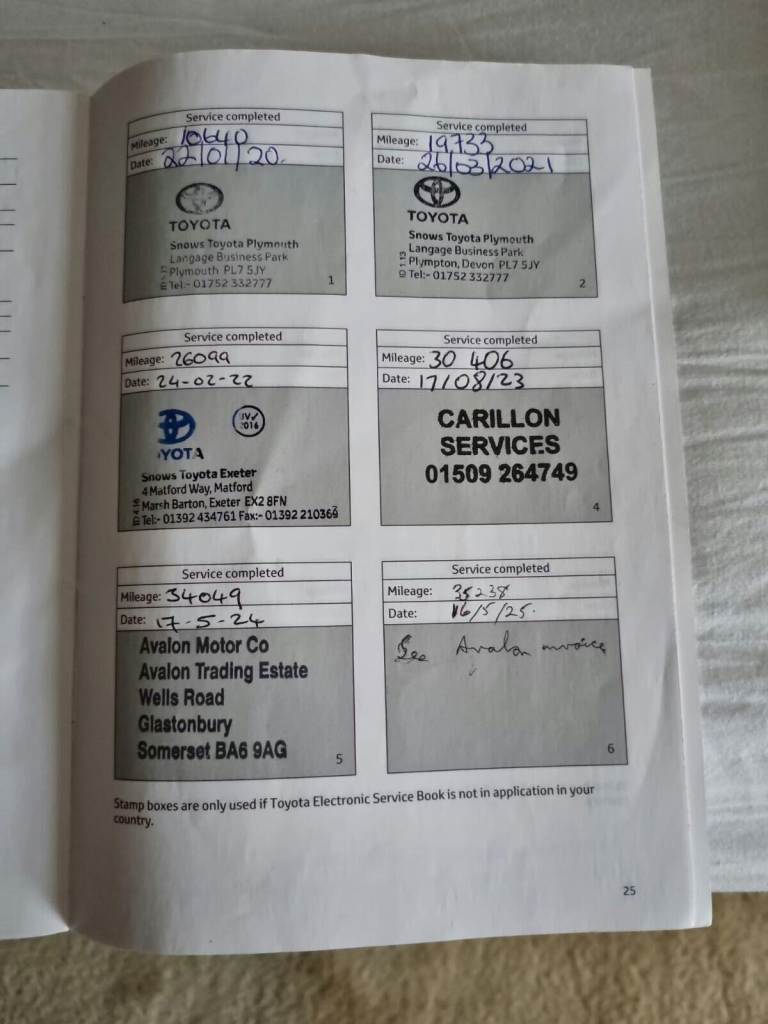 Service completed
Mileage: 10640
Date: 22/01/20.
TOYOTA
Snows Toyota Plymouth
Langage Business Park
Plymouth PL7 5JY
Tel:- 01752 332777
1
Service completed
Mileage: 19,733
Date: 26/03/2021
TOYOTA
Snows Toyota Plymouth
Langage Business Park
Plympton, Devon PL7 5JY
Tel:- 01752 332777
2
Service completed
Mileage: 26099
Date: 24-02-22
YOTA
Snows Toyota Exeter
4 Matford Way, Matford
Marsh Barton, Exeter EX2 8FN
Tel:- 01392 434761 Fax:- 01392 210369
Service completed
Mileage: 30 406
Date: 17/08/23
CARILLON
SERVICES
01509 264749
4
Service completed
Mileage: 34049
Date: 17-5-24
Avalon Motor Co
Avalon Trading Estate
Wells Road
Glastonbury
Somerset BA6 9AG
5
Service completed
Mileage: 35238
Date: 16/5/25.
See Avalon invoice
6
Stamp boxes are only used if Toyota Electronic Service Book is not in application in your
country.
25